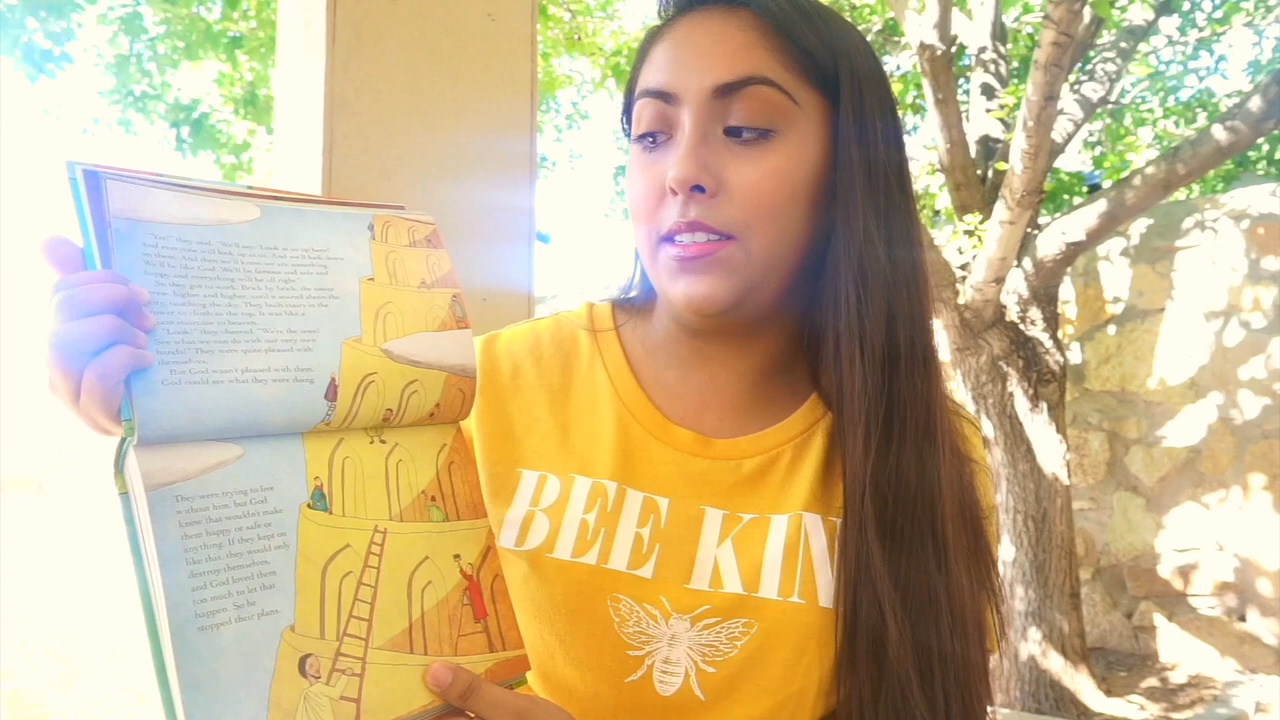 "Yes!" they said. "We'll say, 'Look at us up here!'
And everyone will look up at us. And we'll look down
on them. And then we'll know we are something.
We'll be like God. We'll be famous and safe and
happy and everything will be all right."
So they got to work. Brick by brick, the tower
grew, higher and higher, until it soared above the
city, touching the sky. They built stairs in the
tower to climb to the top. It was like a
giant staircase to heaven.
"Look!" they cheered. "We're the ones!
See what we can do with our very own
hands!" They were quite pleased with
themselves.
But God wasn't pleased with them.
God could see what they were doing.
They were trying to live
without him, but God
knew that wouldn't make
them happy or safe or
anything. If they kept on
like this, they would only
destroy themselves,
and God loved them
too much to let that
happen. So he
stopped their plans.
BEE KIN